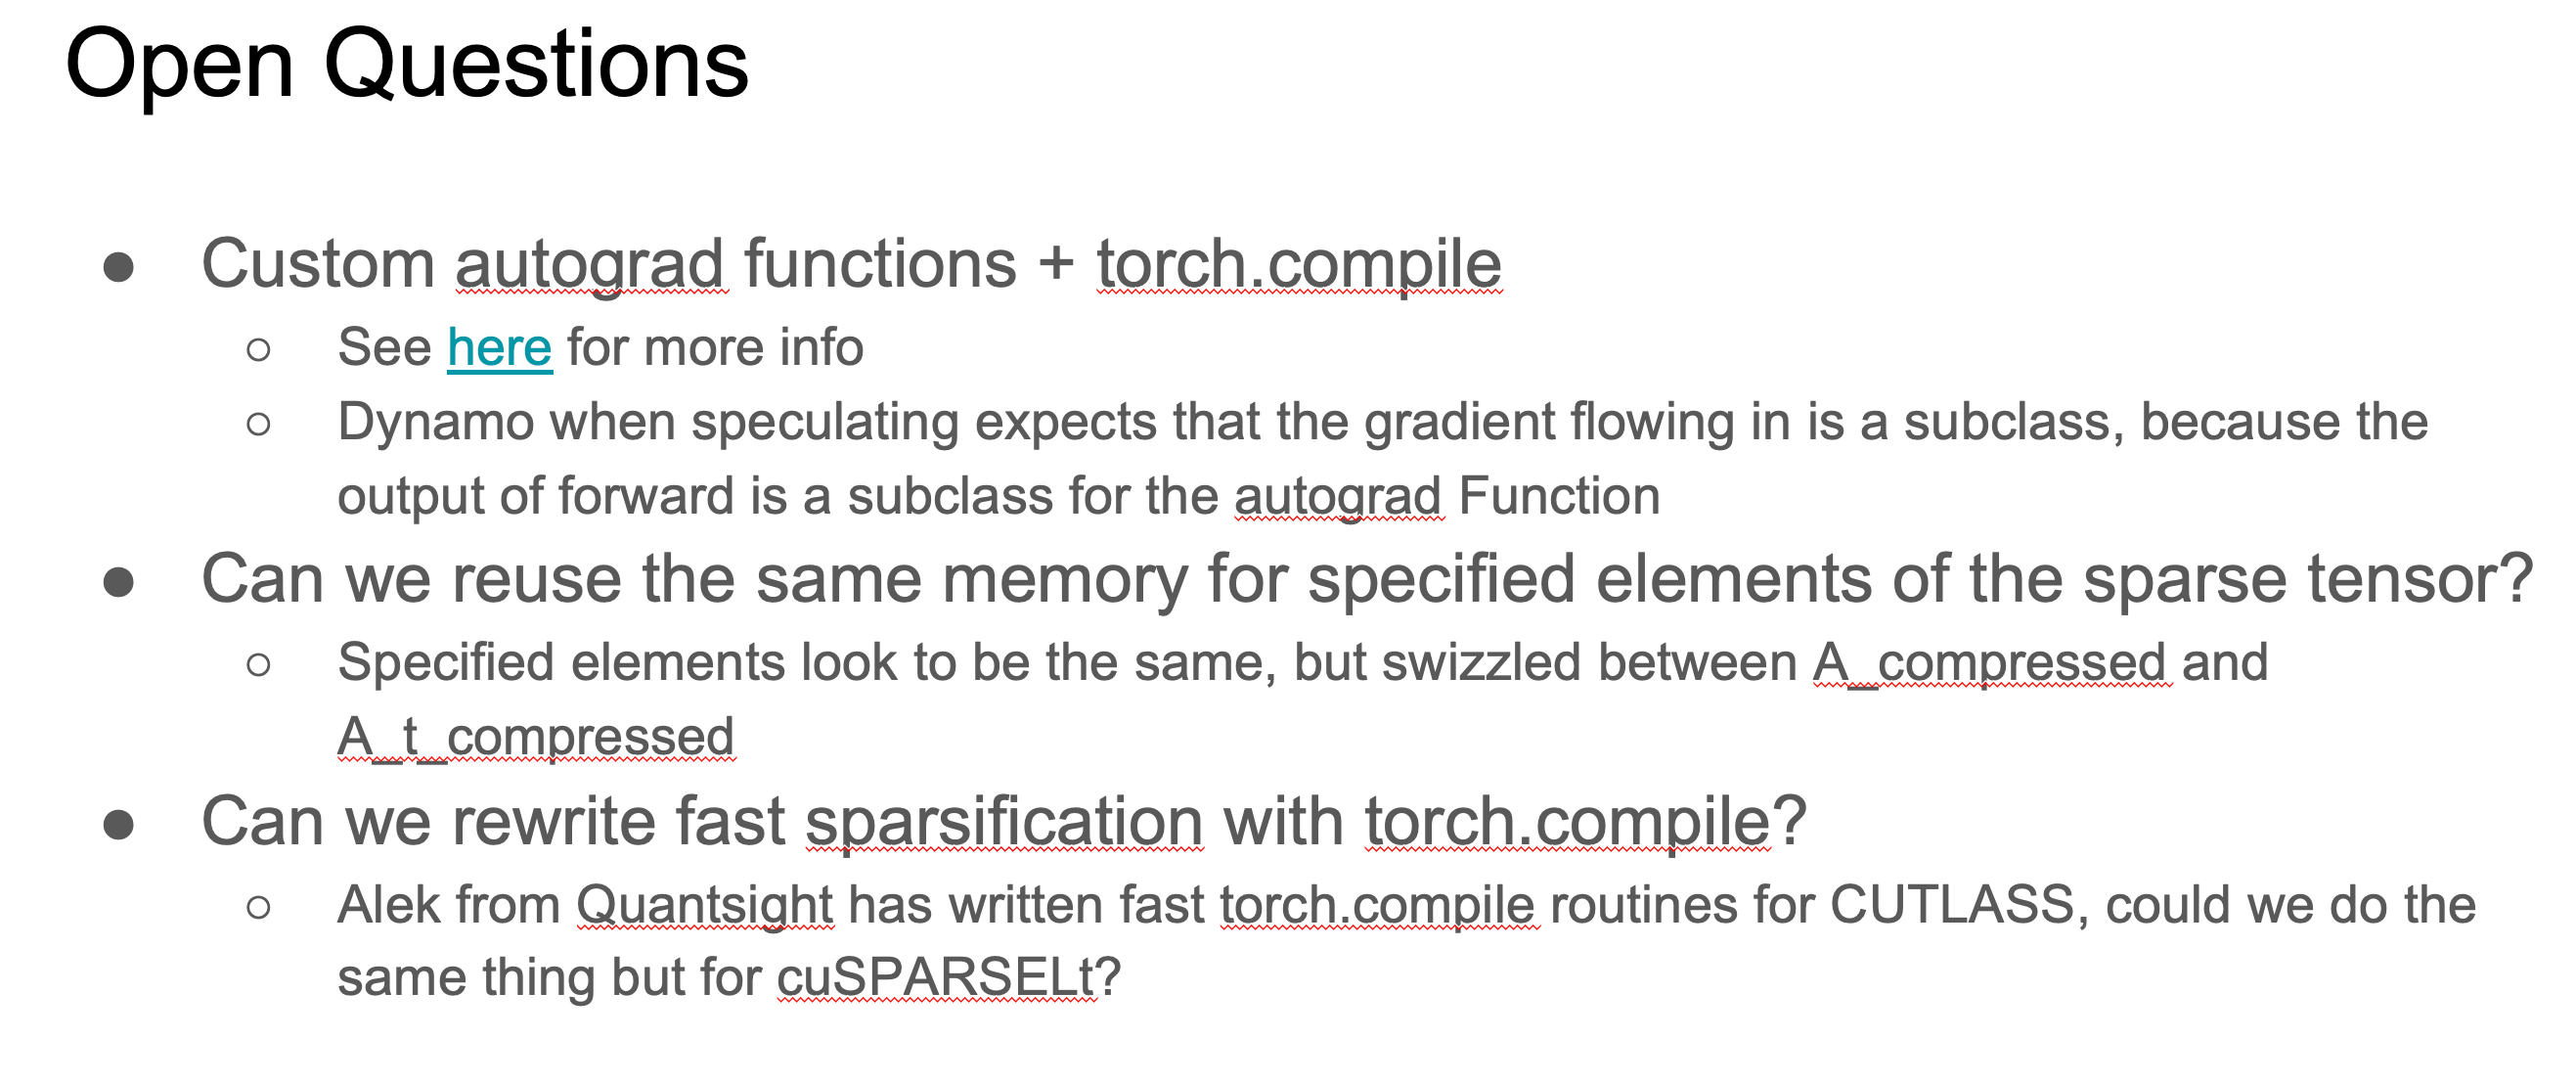 Open Questions
● Custom autograd functions + torch.compile
○ See here for more info
○ Dynamo when speculating expects that the gradient flowing in is a subclass, because the
output of forward is a subclass for the autograd Function
● Can we reuse the same memory for specified elements of the sparse tensor?
○ Specified elements look to be the same, but swizzled between A_compressed and
A_t_compressed
● Can we rewrite fast sparsification with torch.compile?
○ Alek from Quantsight has written fast torch.compile routines for CUTLASS, could we do the
same thing but for cuSPARSELt?